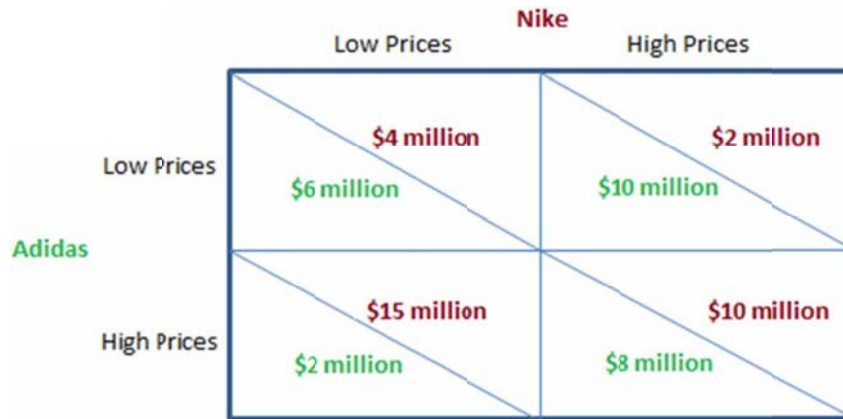 Nike
Low Prices High Prices
$4 million $2 million
Low Prices
$6 million $10 million
Adidas
$15 million $10 million
High Prices
$2 million $8 million